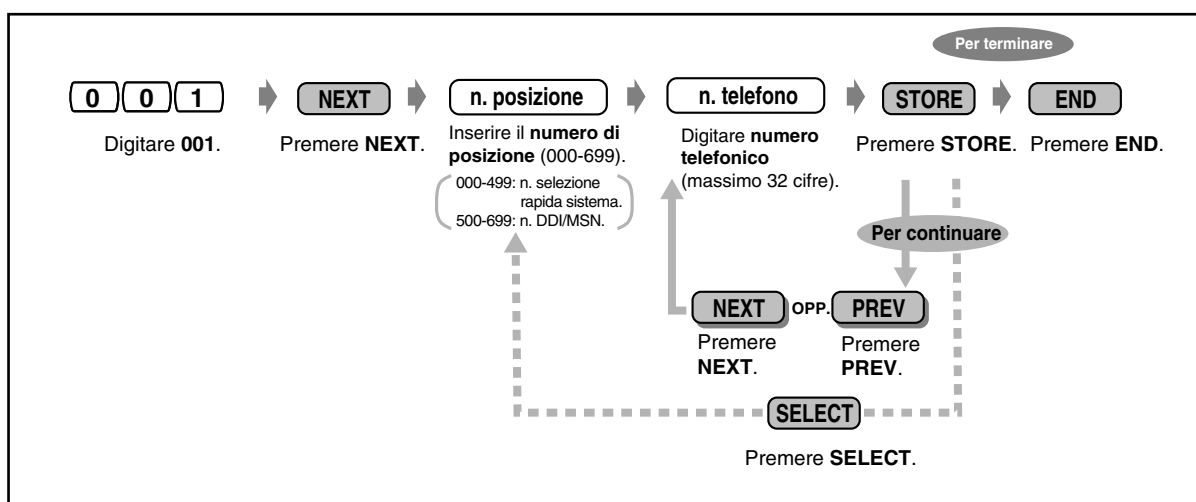 Per terminare
0 0 1
NEXT
n. posizione
n. telefono
STORE
END
Digitare 001.
Premere NEXT.
Inserire il numero di
posizione (000-699).
000-499: n. selezione
rapida sistema.
500-699: n. DDI/MSN.
Digitare numero
telefonico
(massimo 32 cifre).
Premere STORE.
Premere END.
Per continuare
NEXT OPP. PREV
Premere
NEXT.
Premere
PREV.
SELECT
Premere SELECT.